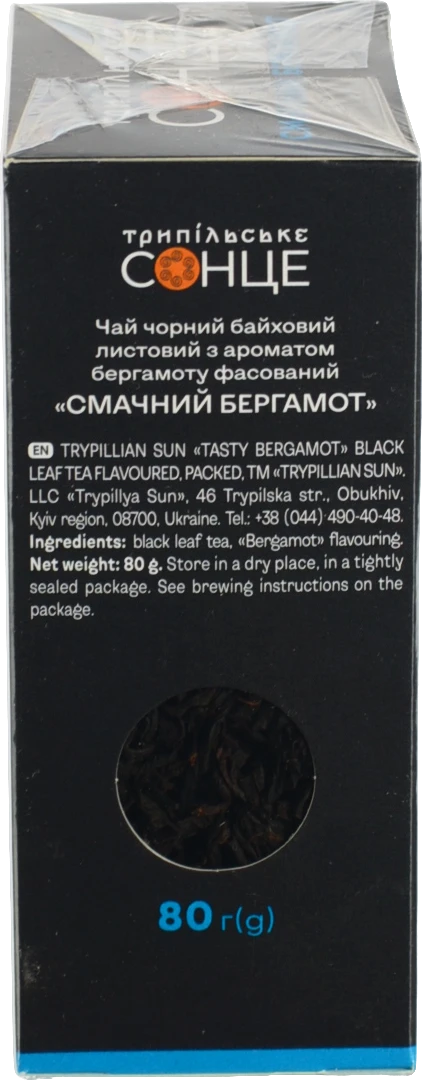 трипільське
СОНЦЕ
Чай чорний байховий
листовий з ароматом
бергамоту фасований
«СМАЧНИЙ БЕРГАМОТ»
EN TRYPILLIAN SUN «TASTY BERGAMOT» BLACK
LEAF TEA FLAVOURED, PACKED, TM «TRYPILLIAN SUN».
LLC «Trypillya Sun», 46 Trypilska str., Obukhiv,
Kyiv region, 08700, Ukraine. Tel.: +38 (044) 490-40-48.
Ingredients: black leaf tea, «Bergamot» flavouring.
Net weight: 80 g. Store in a dry place, in a tightly
sealed package. See brewing instructions on the
package.
80 г(g)